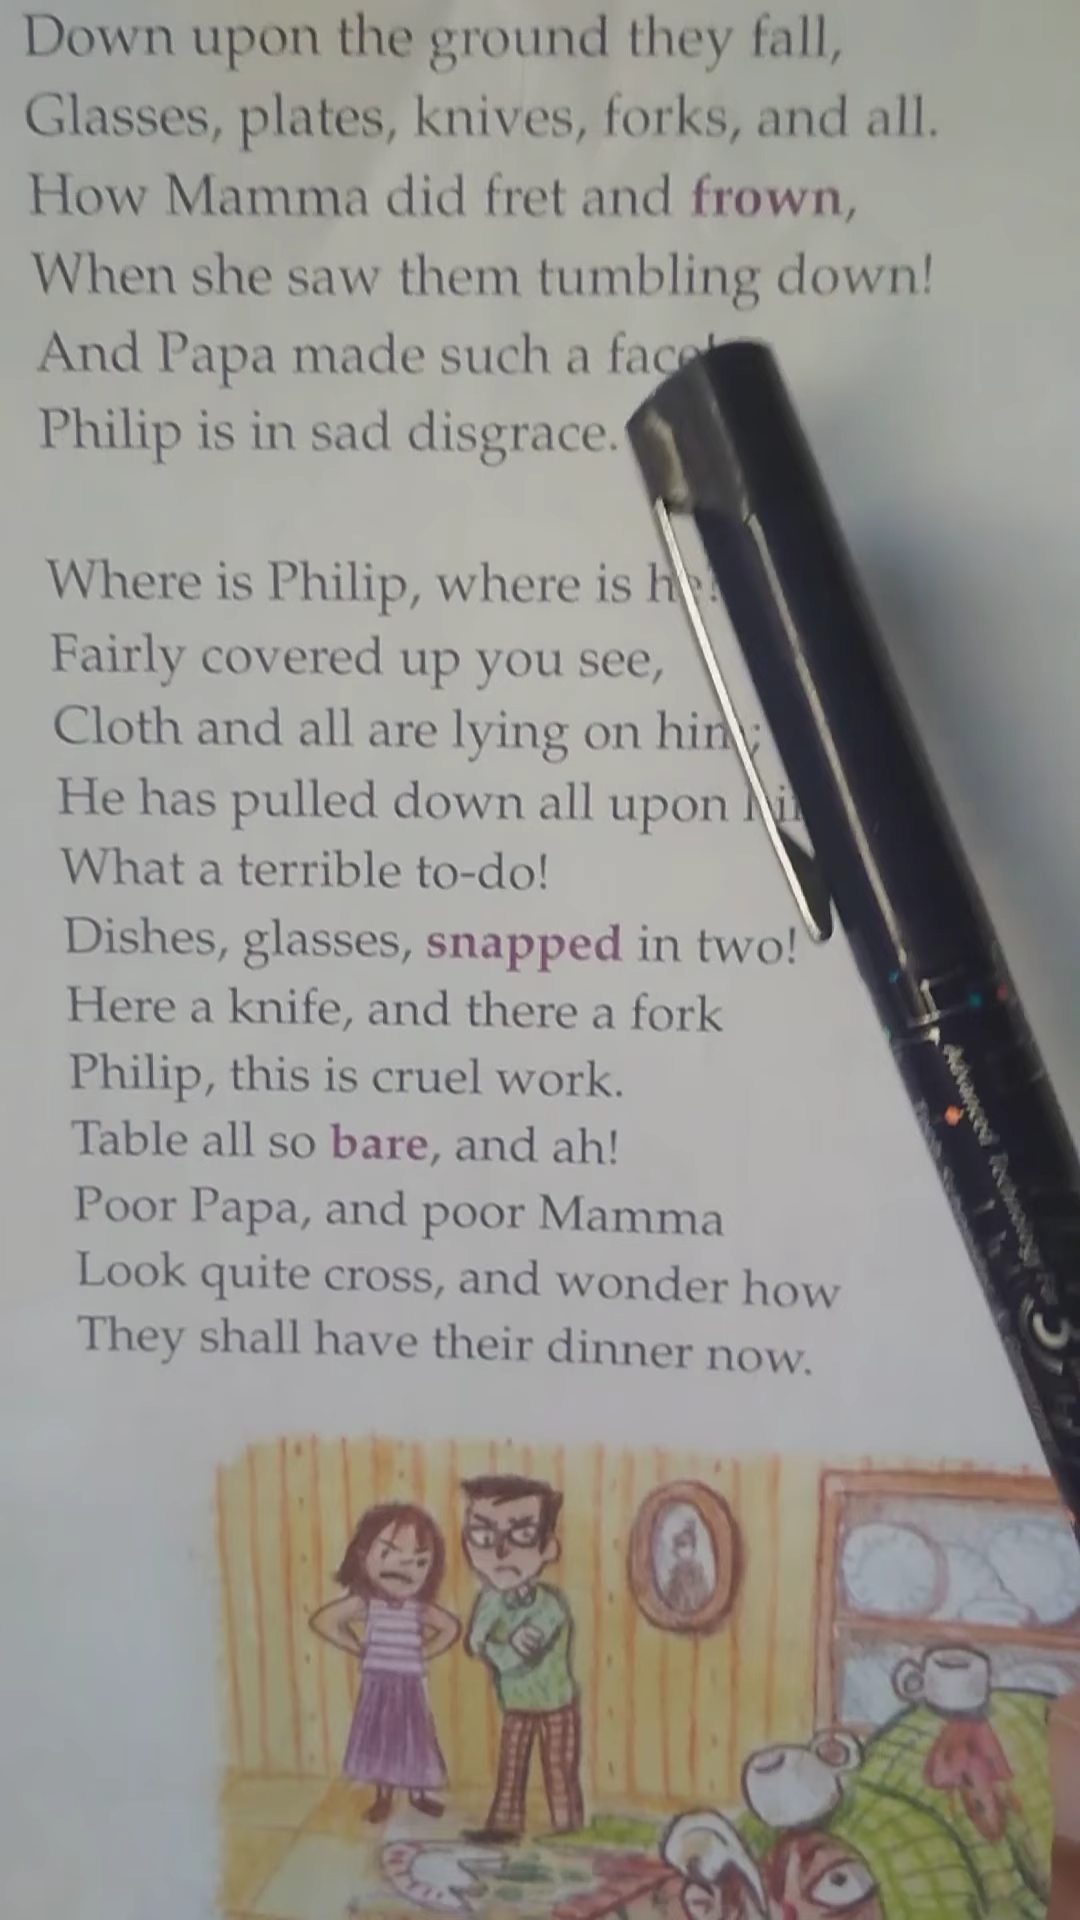 Down upon the ground they fall,
Glasses, plates, knives, forks, and all.
How Mamma did fret and frown,
When she saw them tumbling down!
And Papa made such a face!
Philip is in sad disgrace.
Where is Philip, where is he?
Fairly covered up you see,
Cloth and all are lying on him;
He has pulled down all upon
What a terrible to-do!
Dishes, glasses, snapped in two!
Here a knife, and there a fork
Philip, this is cruel work.
Table all so bare, and ah!
Poor Papa, and poor Mamma
Look quite cross, and wonder how
They shall have their dinner now.
Advanced Technology